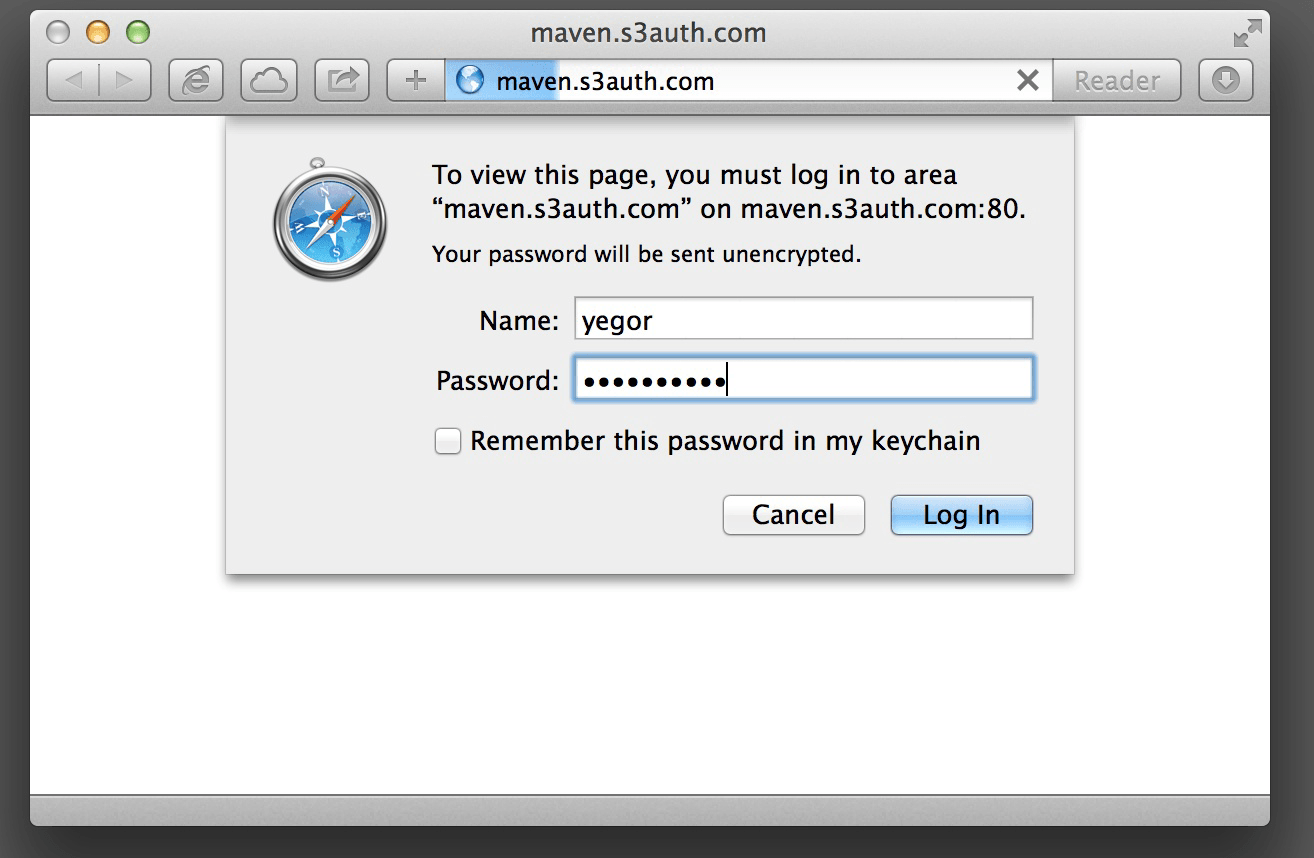 maven.s3auth.com
maven.s3auth.com
Reader
To view this page, you must log in to area
“maven.s3auth.com” on maven.s3auth.com:80.
Your password will be sent unencrypted.
Name: yegor
Password: ••••••••••
Remember this password in my keychain
Cancel Log In